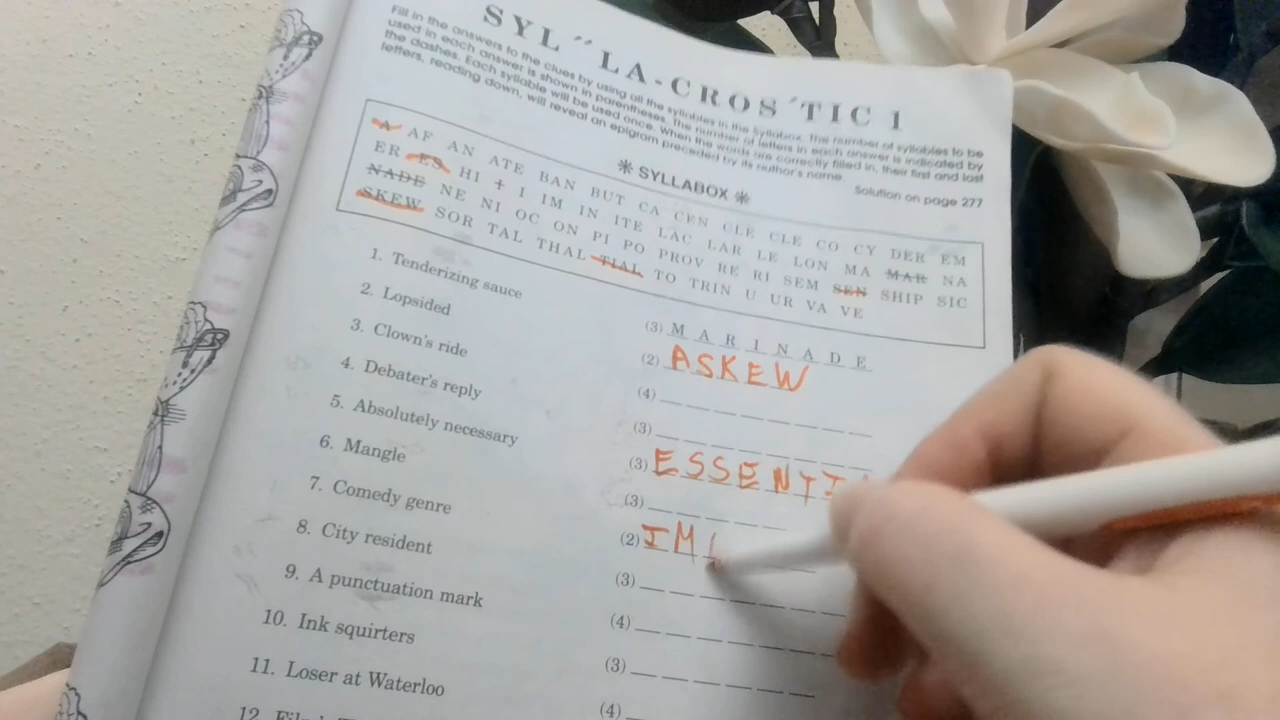 SYL″LA-CROS′TIC 1
Fill in the answers to the clues by using all the syllables in the Syllabox. The number of syllables to be
used in each answer is shown in parentheses. The number of letters in each answer is indicated by
the dashes. Each syllable will be used once. When the words are correctly filled in, their first and last
letters, reading down, will reveal an epigram preceded by its author's name.
Solution on page 277
* SYLLABOX *
A AF AN ATE BAN BUT CA CEN CLE CLE CO CY DER EM
ER ES HI I I IM IN ITE LAC LAR LE LON MA MAR NA
NADE NE NI OC ON PI PO PROV RE RI SEM SEN SHIP SIC
SKEW SOR TAL THAL TIAL TO TRIN U UR VA VE
1. Tenderizing sauce (3) MARINADE
2. Lopsided (2) ASKEW
3. Clown's ride (4)
4. Debater's reply (3)
5. Absolutely necessary (3) ESSENTI
6. Mangle (3)
7. Comedy genre (2) IM
8. City resident (3)
9. A punctuation mark (4)
10. Ink squirters (3)
11. Loser at Waterloo (4)
12.